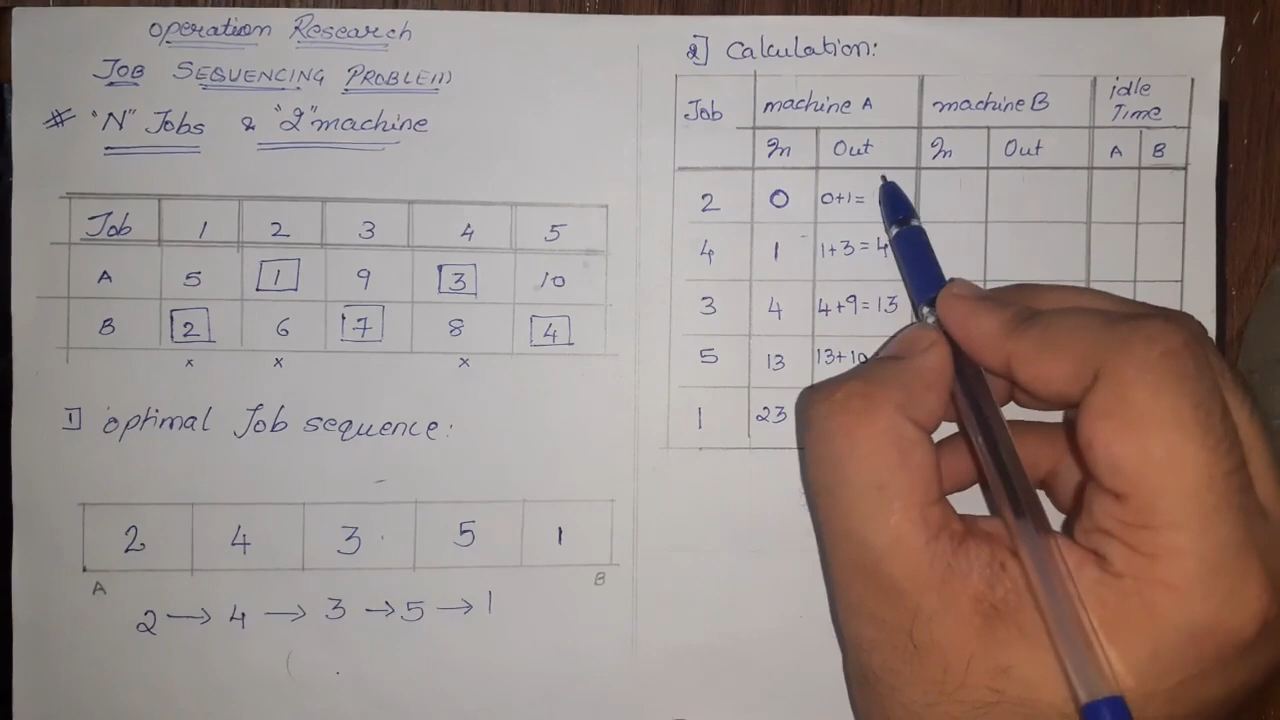 Operation Research
JOB SEQUENCING PROBLEM
# "N" Jobs & "2" machine
Job 1 2 3 4 5
A 5 1 9 3 10
B 2 6 7 8 4
x x x
1] optimal Job sequence:
2 4 3 5 1
A B
2 → 4 → 3 → 5 → 1
2] Calculation:
Job machine A machine B idle Time
In Out In Out A B
2 0 0+1=
4 1 1+3=4
3 4 4+9=13
5 13 13+10
1 23